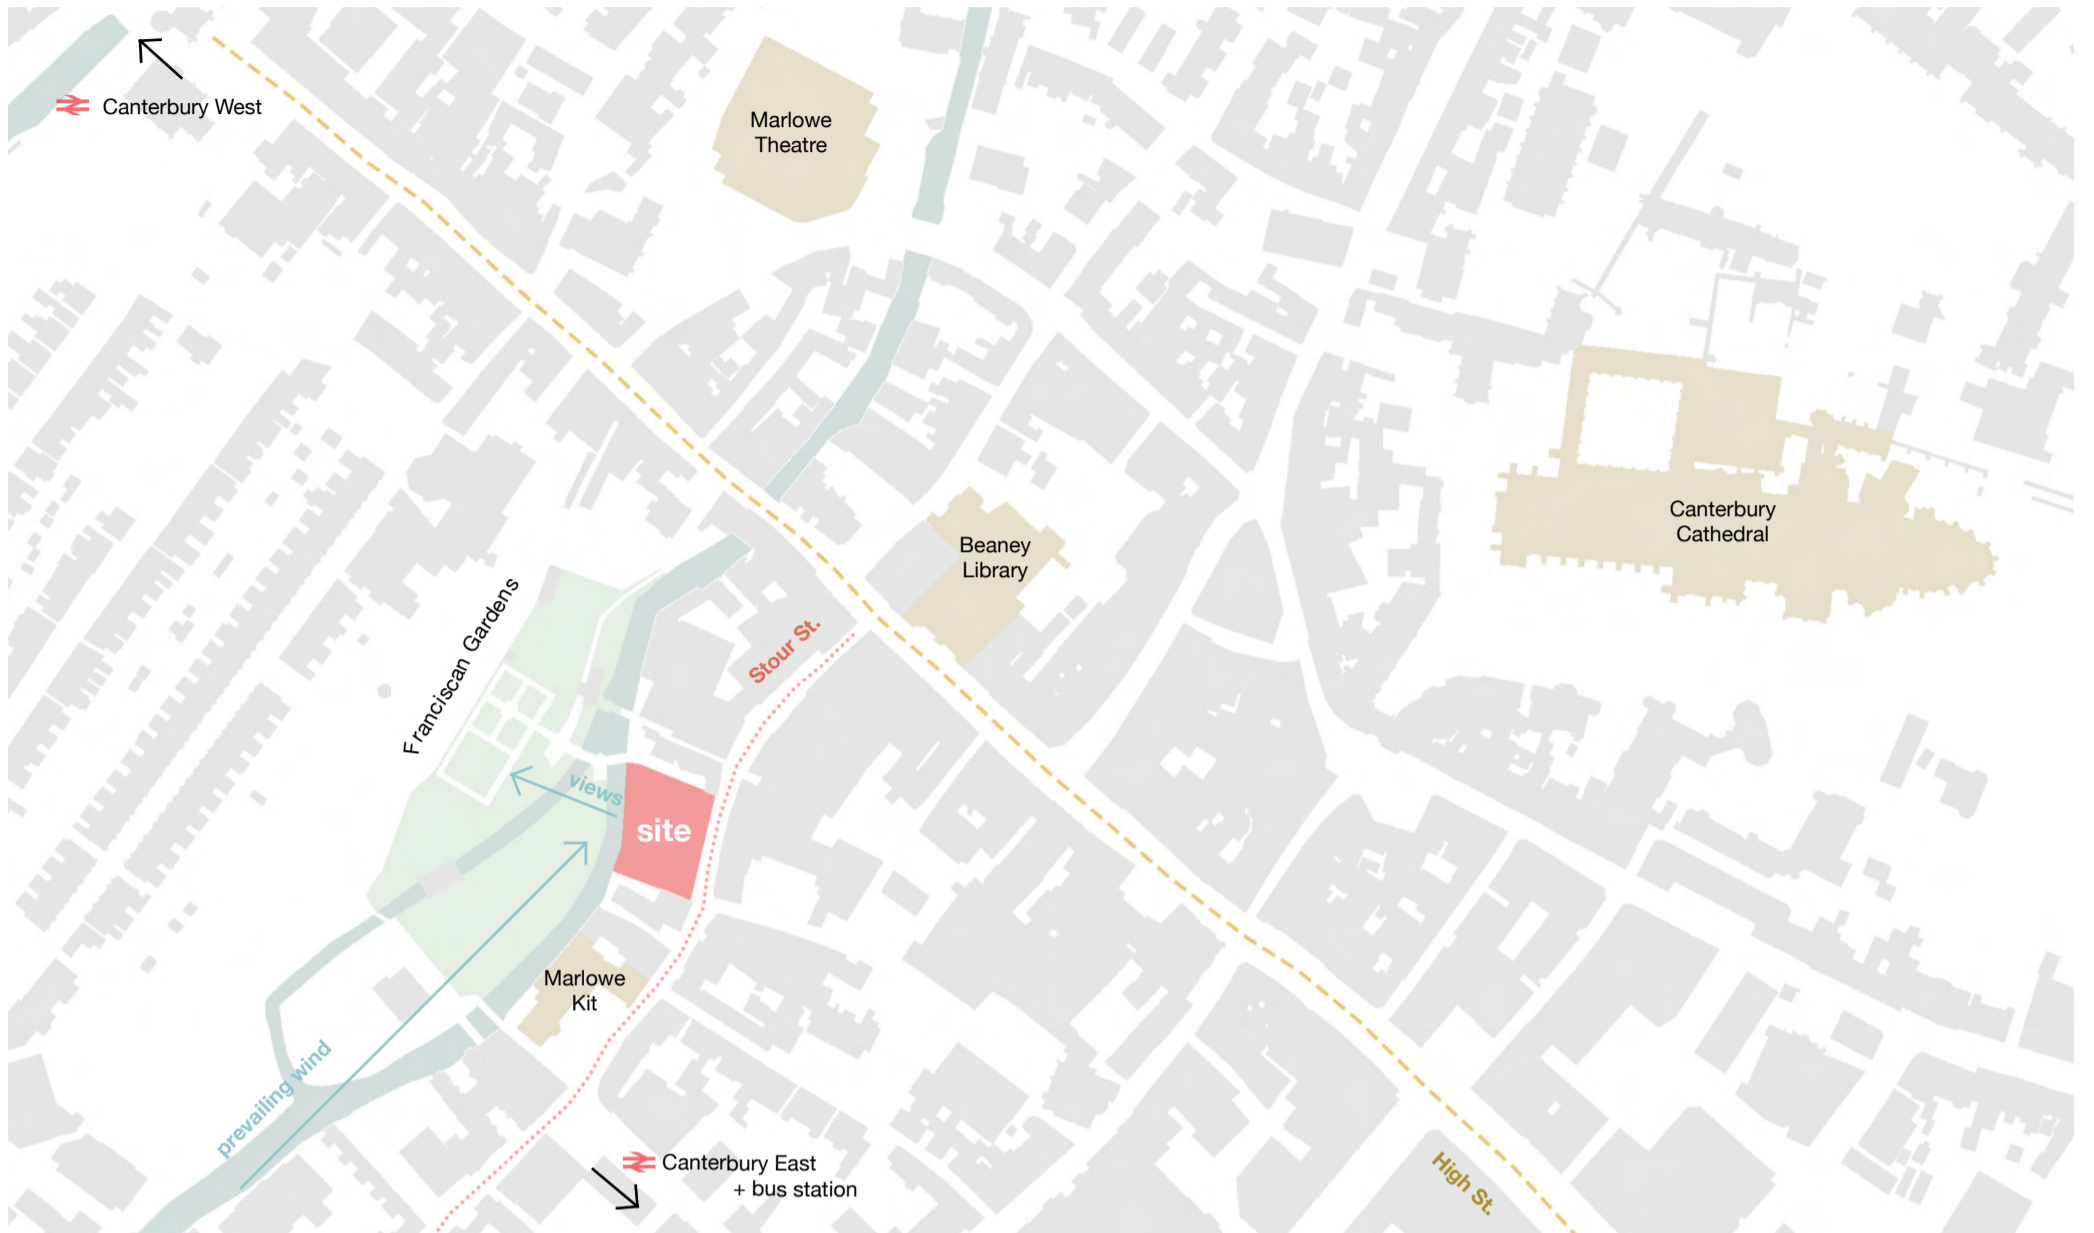 Canterbury West
Marlowe
Theatre
Canterbury
Cathedral
Beaney
Library
Franciscan Gardens
Stour St.
views
site
Marlowe
Kit
prevailing wind
Canterbury East
+ bus station
High St.